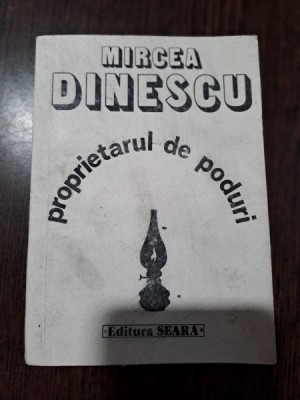 MIRCEA
DINESCU
proprietarul de poduri
•Editura SEARA•